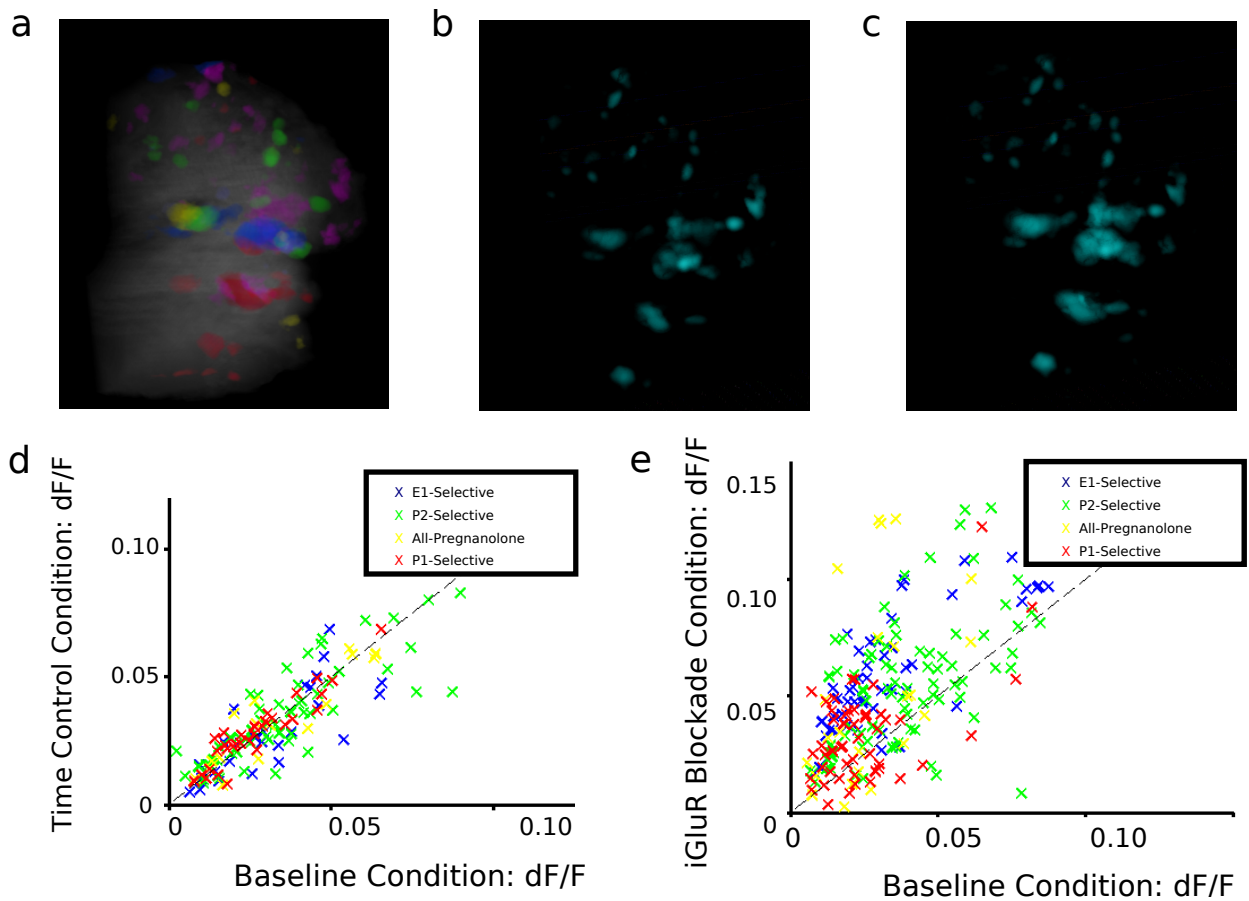 a
b
c
d
Time Control Condition: dF/F
0.10
0.05
0
0
0.05
0.10
Baseline Condition: dF/F
E1-Selective
P2-Selective
All-Pregnanolone
P1-Selective
e
iGluR Blockade Condition: dF/F
0.15
0.10
0.05
0
0
0.05
0.10
Baseline Condition: dF/F
E1-Selective
P2-Selective
All-Pregnanolone
P1-Selective